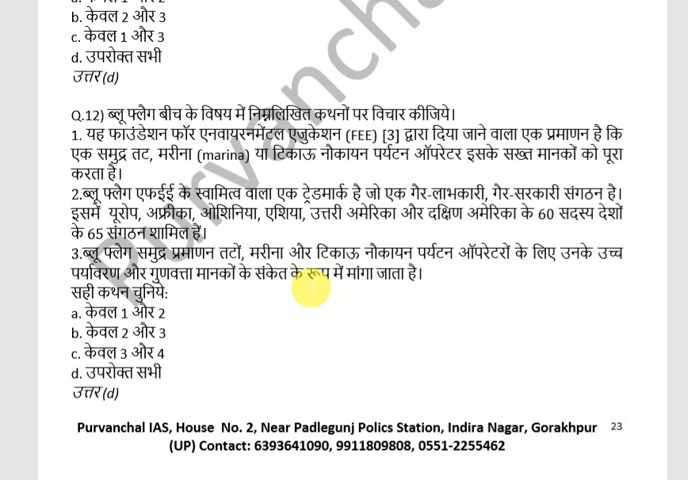 b. केवल 2 और 3
c. केवल 1 और 3
d. उपरोक्त सभी
उत्तर (d)
Q.12) ब्लू फ्लैग बीच के विषय में निम्नलिखित कथनों पर विचार कीजिये।
1. यह फाउंडेशन फॉर एनवायरनमेंटल एजुकेशन (FEE) [3] द्वारा दिया जाने वाला एक प्रमाणन है कि
एक समुद्र तट, मरीना (marina) या टिकाऊ नौकायन पर्यटन ऑपरेटर इसके सख्त मानकों को पूरा
करता है।
2.ब्लू फ्लैग एफईई के स्वामित्व वाला एक ट्रेडमार्क है जो एक गैर-लाभकारी, गैर-सरकारी संगठन है।
इसमें यूरोप, अफ्रीका, ओशिनिया, एशिया, उत्तरी अमेरिका और दक्षिण अमेरिका के 60 सदस्य देशों
के 65 संगठन शामिल हैं।
3.ब्लू फ्लैग समुद्र प्रमाणन तटों, मरीना और टिकाऊ नौकायन पर्यटन ऑपरेटरों के लिए उनके उच्च
पर्यावरण और गुणवत्ता मानकों के संकेत के रूप में मांगा जाता है।
सही कथन चुनिये:
a. केवल 1 और 2
b. केवल 2 और 3
c. केवल 3 और 4
d. उपरोक्त सभी
उत्तर (d)
Purvanchal IAS, House No. 2, Near Padlegunj Polics Station, Indira Nagar, Gorakhpur 23
(UP) Contact: 6393641090, 9911809808, 0551-2255462
Purvancha